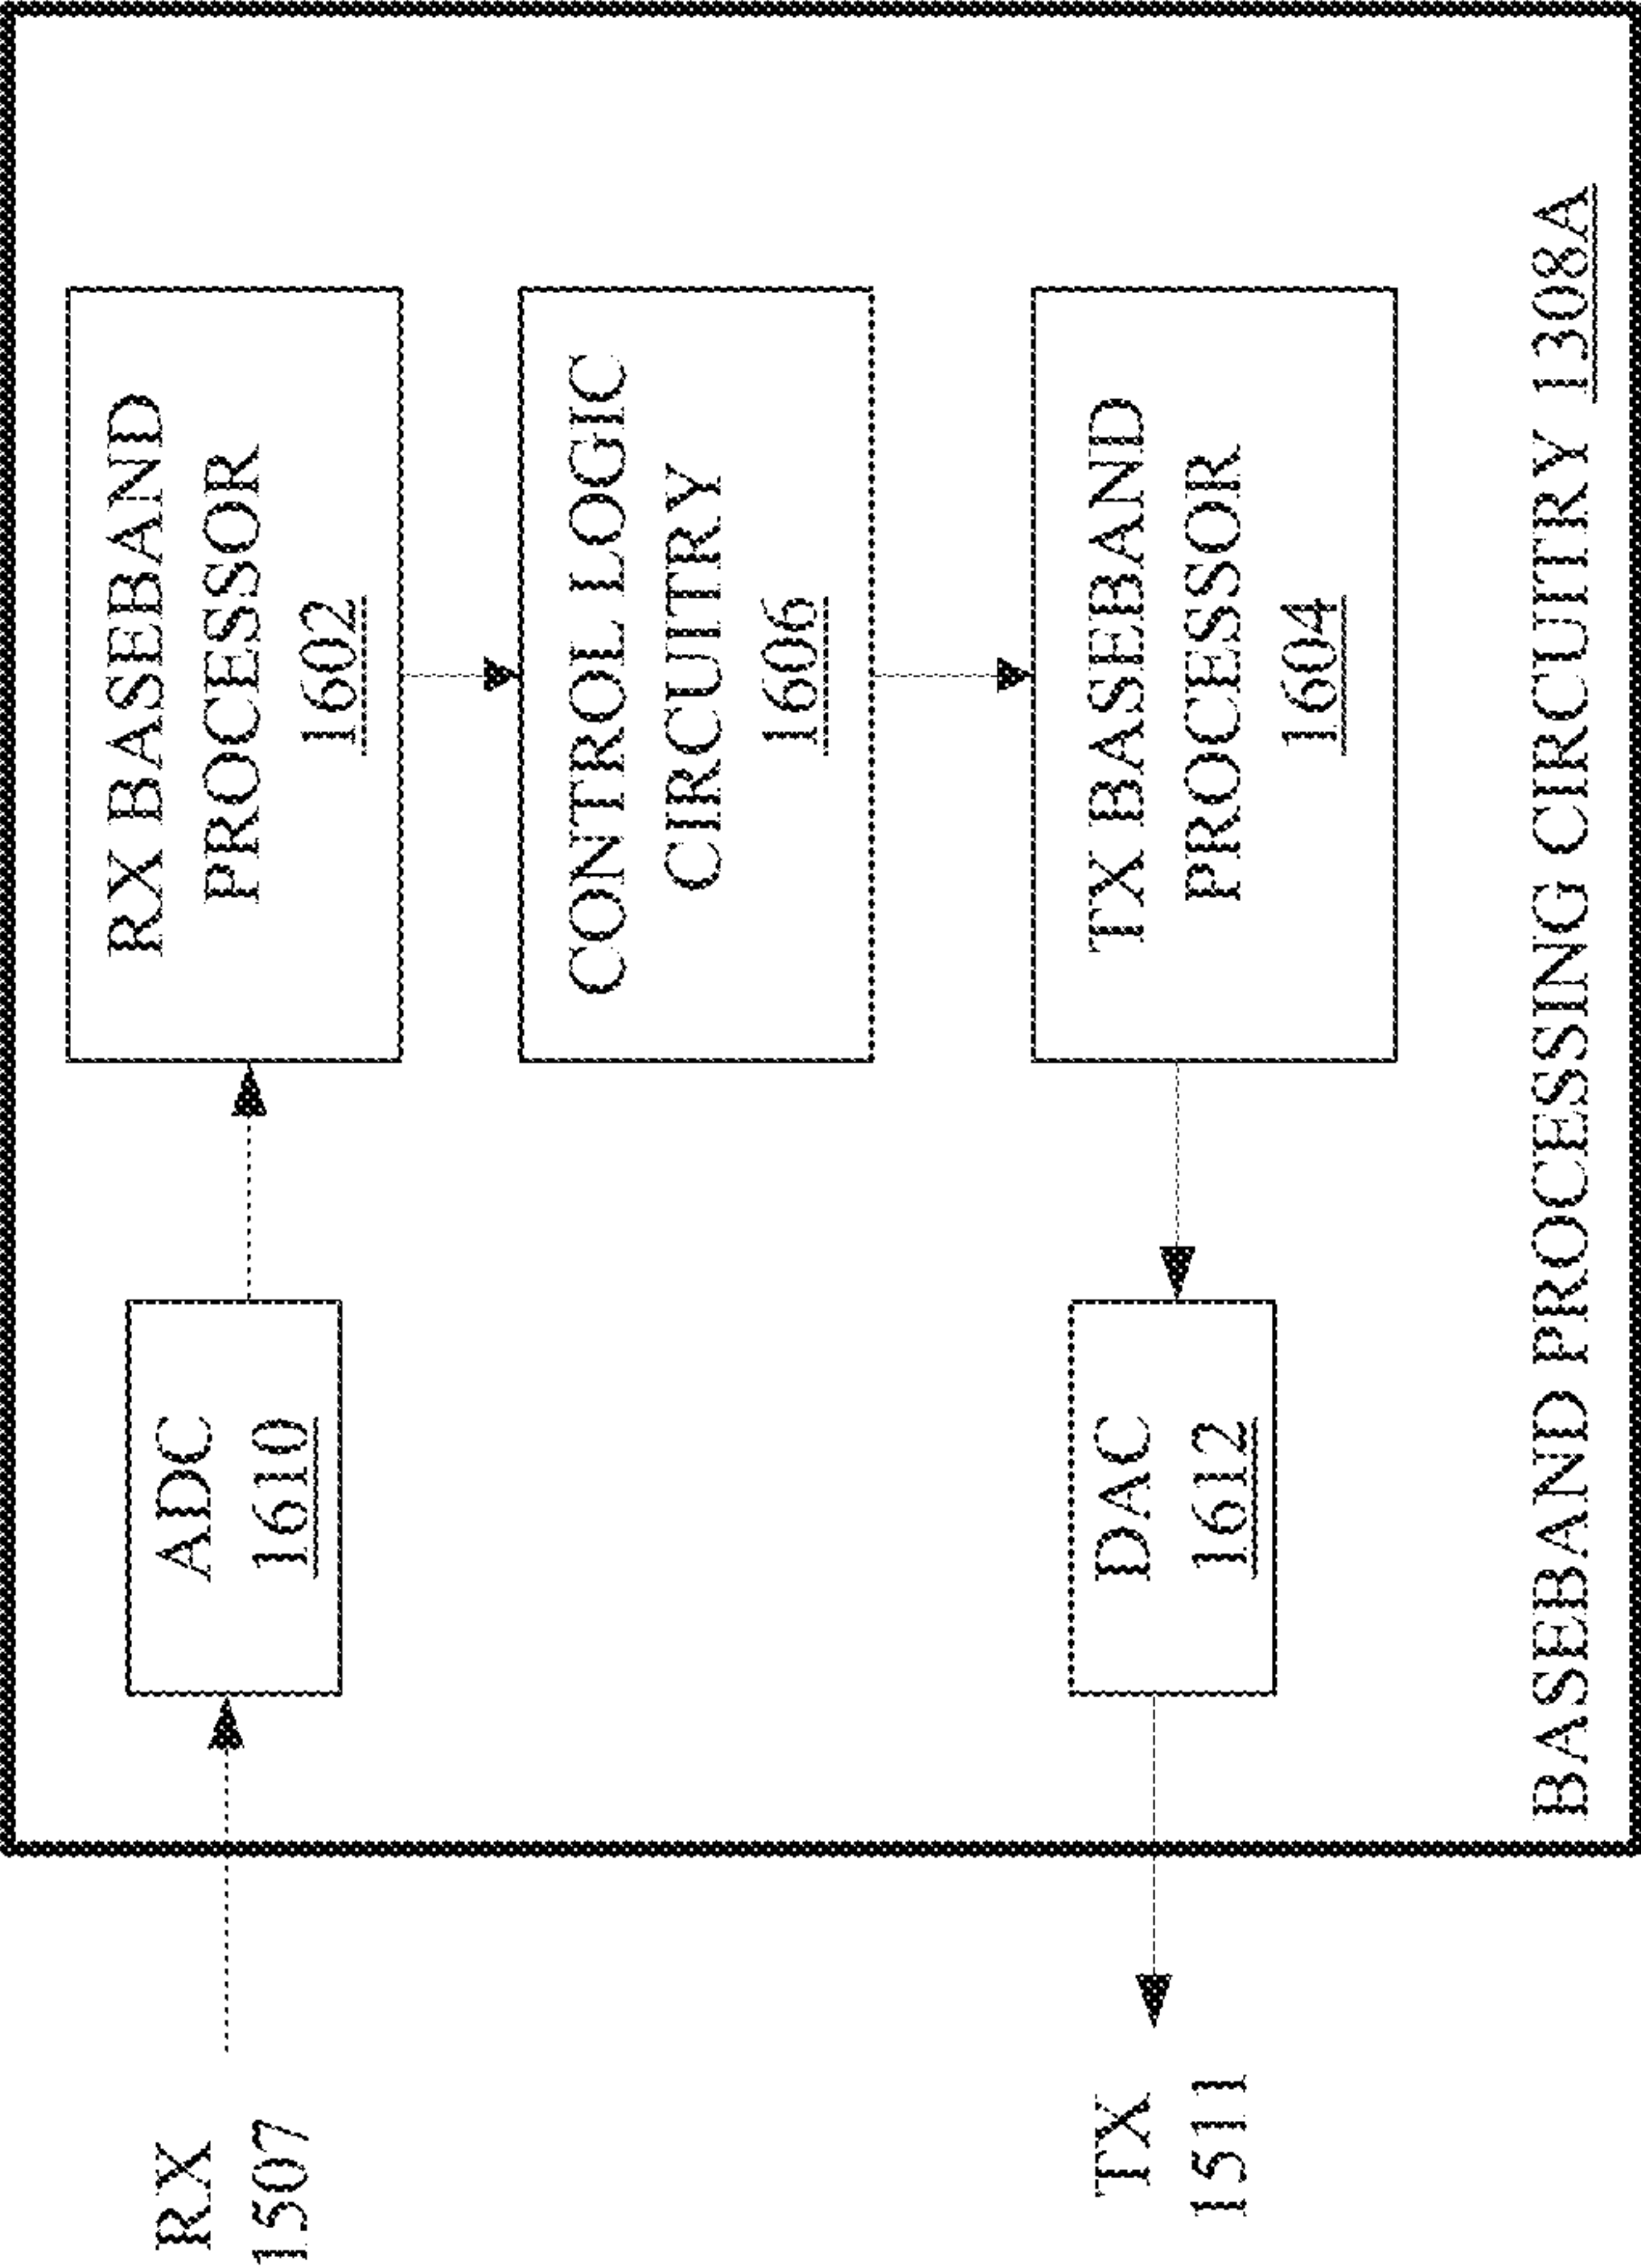 RX
1507
ADC
1610
RX BASEBAND
PROCESSOR
1602
CONTROL LOGIC
CIRCUITRY
1606
TX
1511
DAC
1612
TX BASEBAND
PROCESSOR
1604
BASEBAND PROCESSING CIRCUITRY 1308A